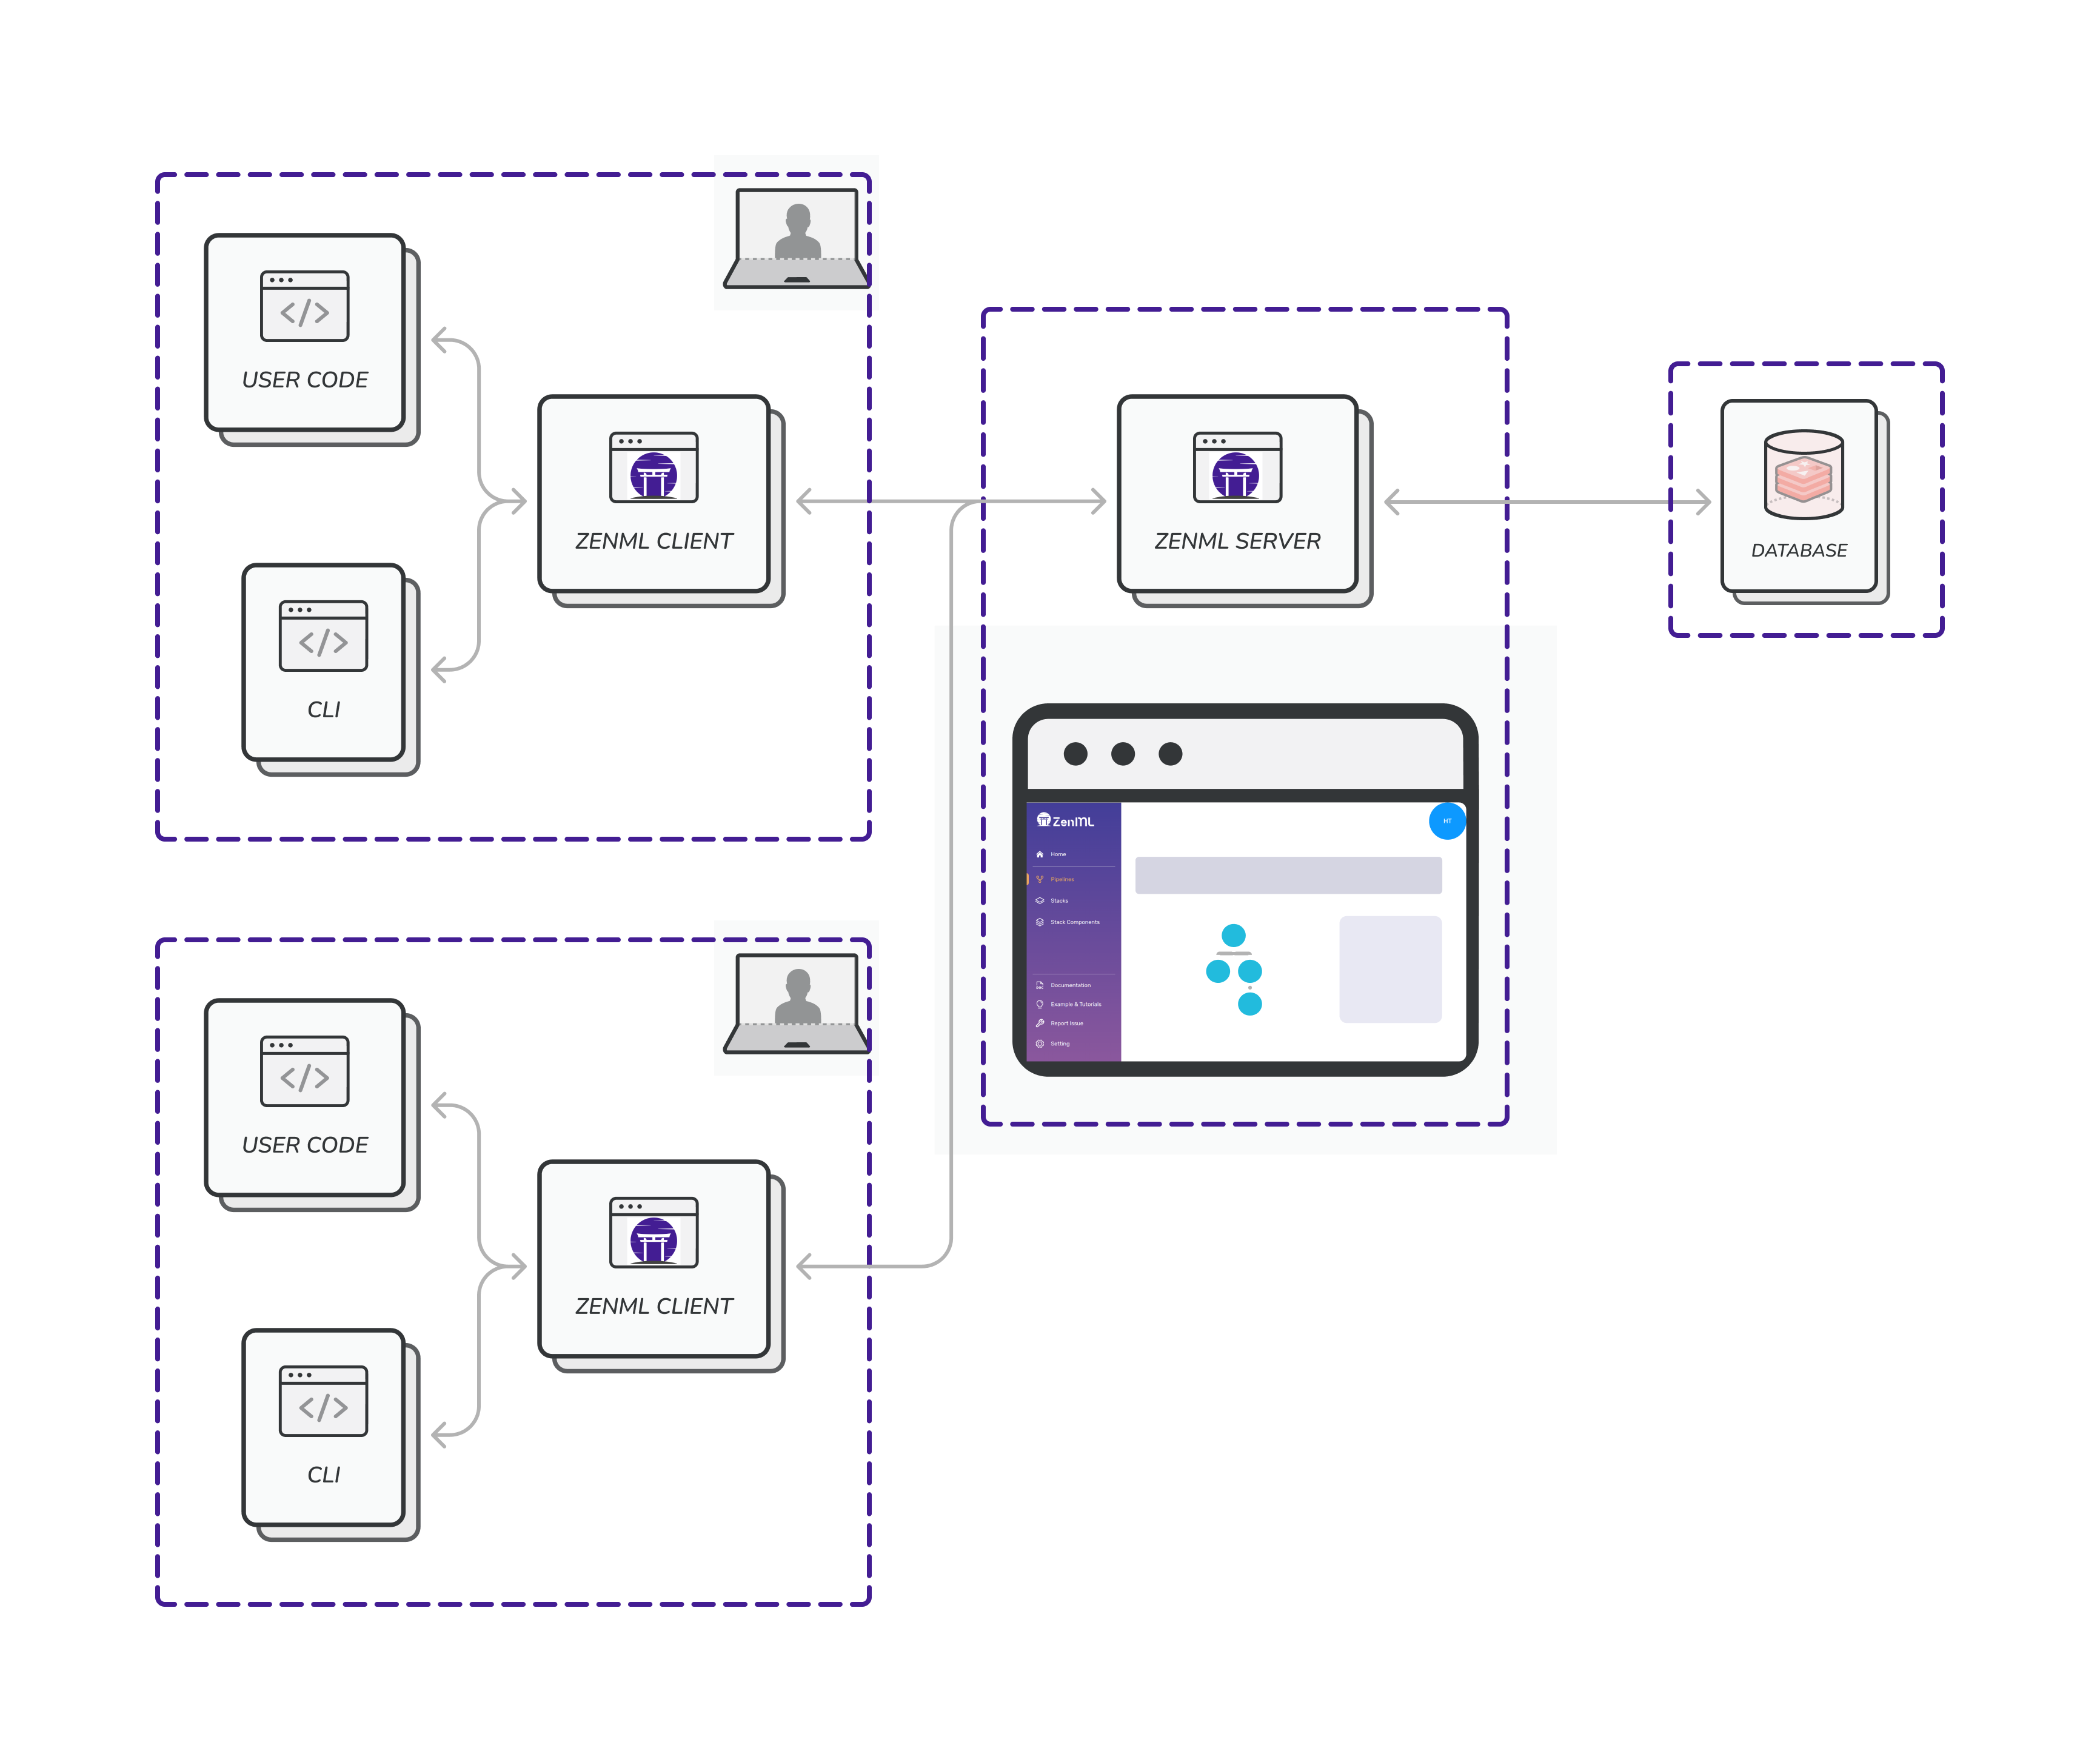 USER CODE
ZENML CLIENT
CLI
ZENML SERVER
DATABASE
ZenML
HT
Home
Pipelines
Stacks
Stack Components
Documentation
Example & Tutorials
Report Issue
Setting
USER CODE
ZENML CLIENT
CLI